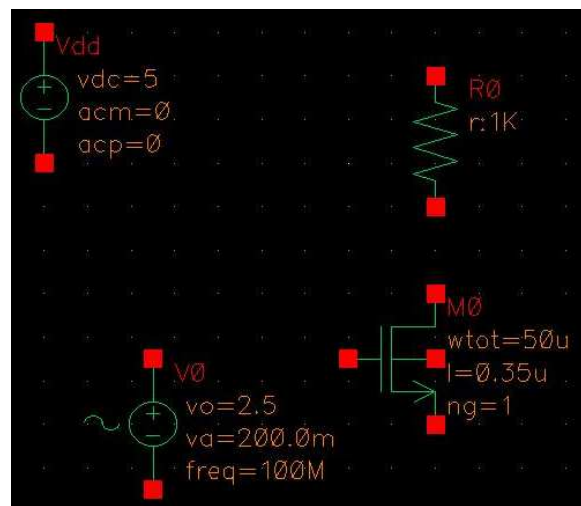 Vdd
vdc=5
acm=0
acp=0
R0
r:1K
M0
wtot=50u
l=0.35u
ng=1
V0
vo=2.5
va=200.0m
freq=100M